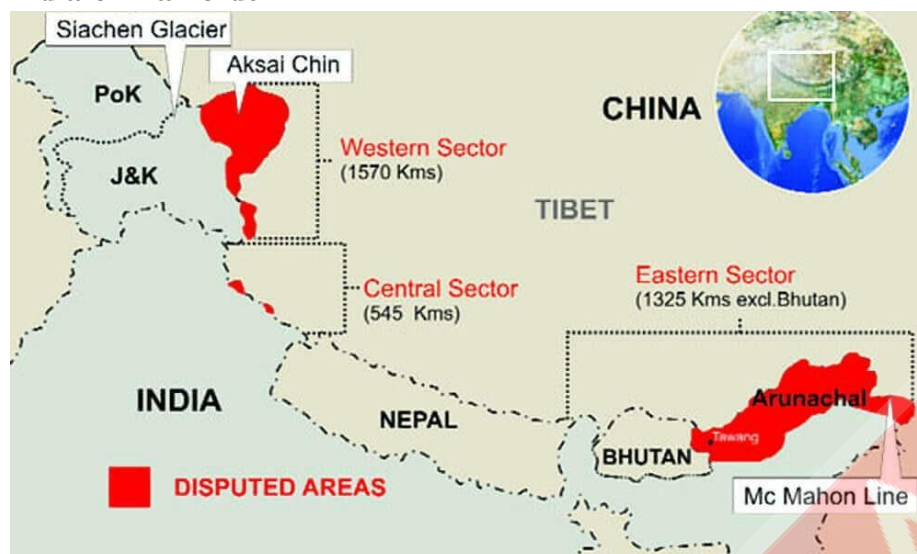 Siachen Glacier
Aksai Chin
PoK
CHINA
J&K
Western Sector
(1570 Kms)
TIBET
Central Sector
(545 Kms)
Eastern Sector
(1325 Kms excl.Bhutan)
INDIA
NEPAL
BHUTAN
Arunachal
Tawang
DISPUTED AREAS
Mc Mahon Line